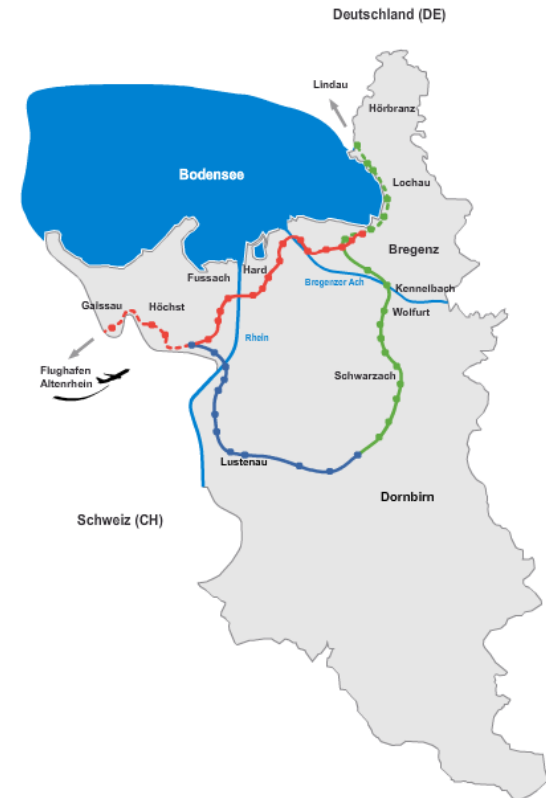 Deutschland (DE)
Lindau
Hörbranz
Bodensee
Lochau
Bregenz
Hard
Fussach
Bregenzer Ach
Kennelbach
Gaissau
Höchst
Wolfurt
Rhein
Flughafen
Altenrhein
Schwarzach
Lustenau
Dornbirn
Schweiz (CH)